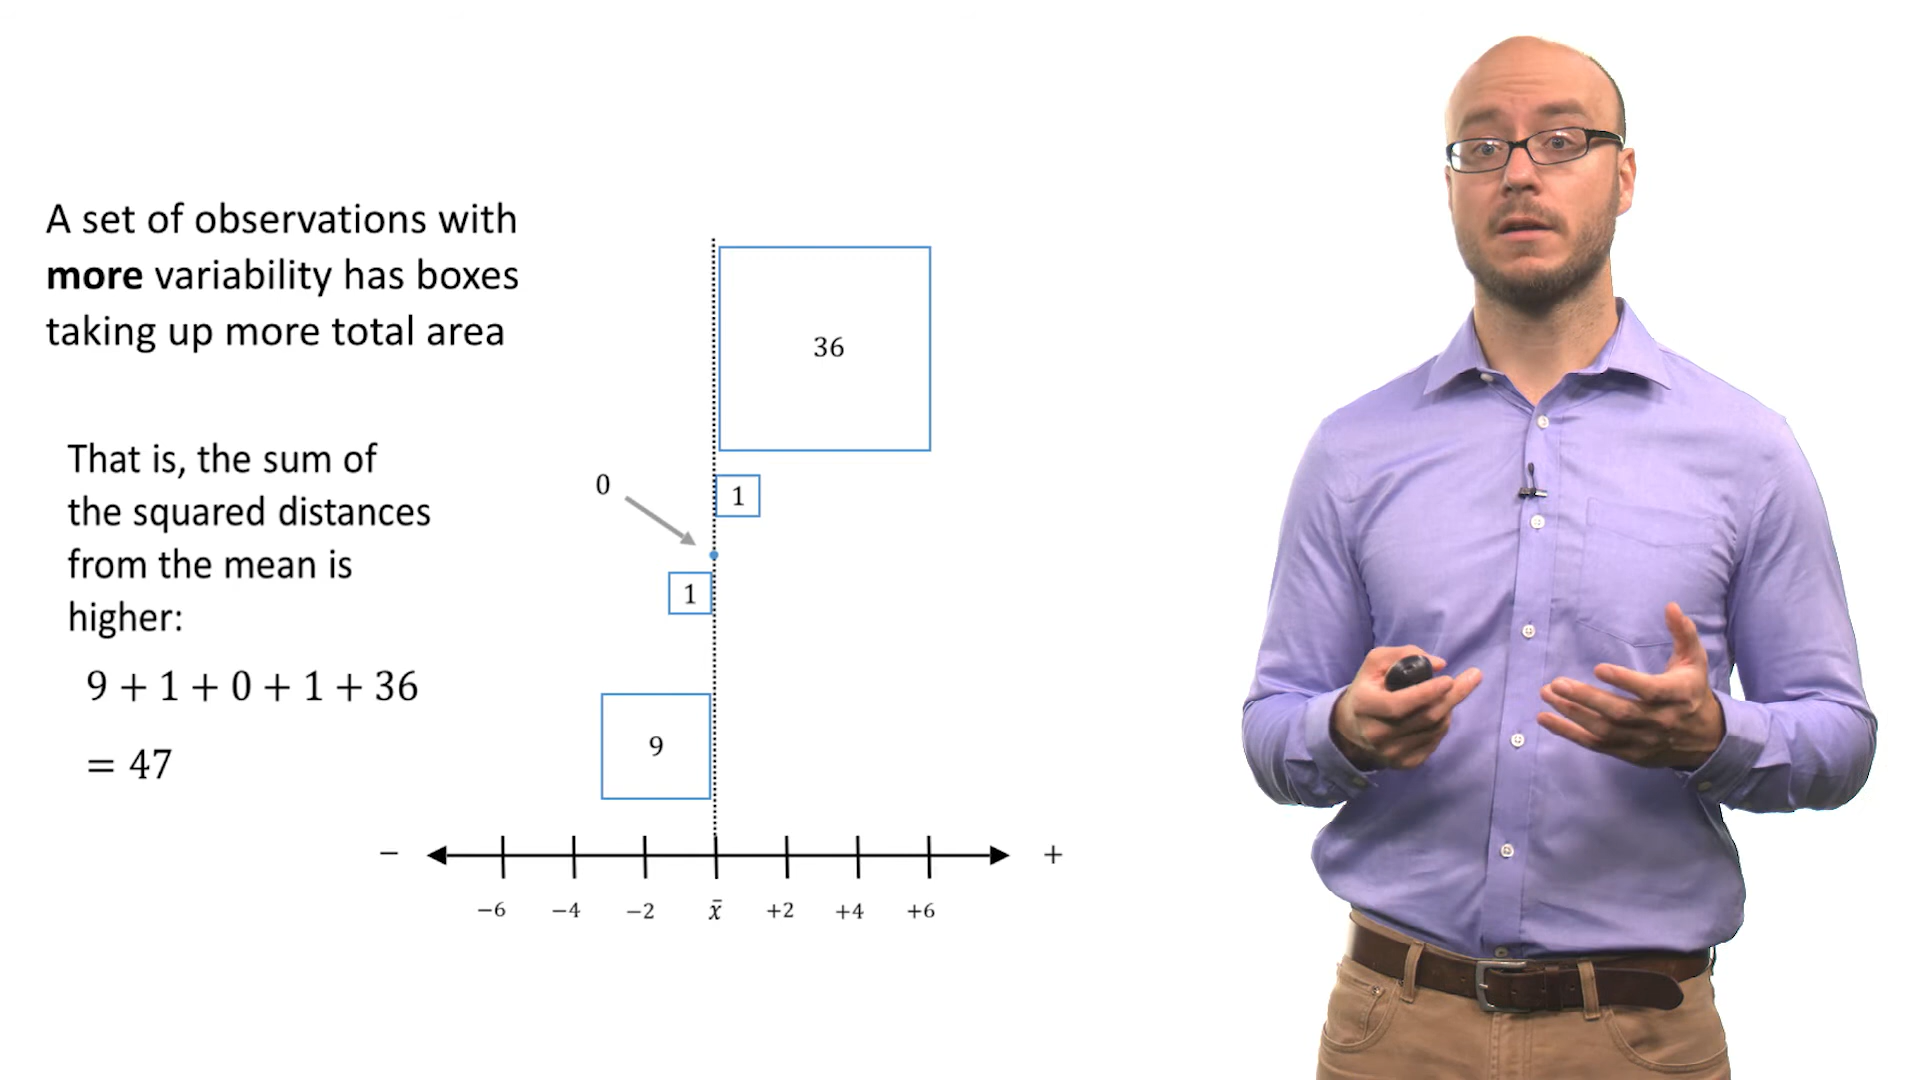 A set of observations with
more variability has boxes
taking up more total area
That is, the sum of
the squared distances
from the mean is
higher:
9 + 1 + 0 + 1 + 36
= 47
36
0
1
1
9
− +
−6 −4 −2 x̄ +2 +4 +6